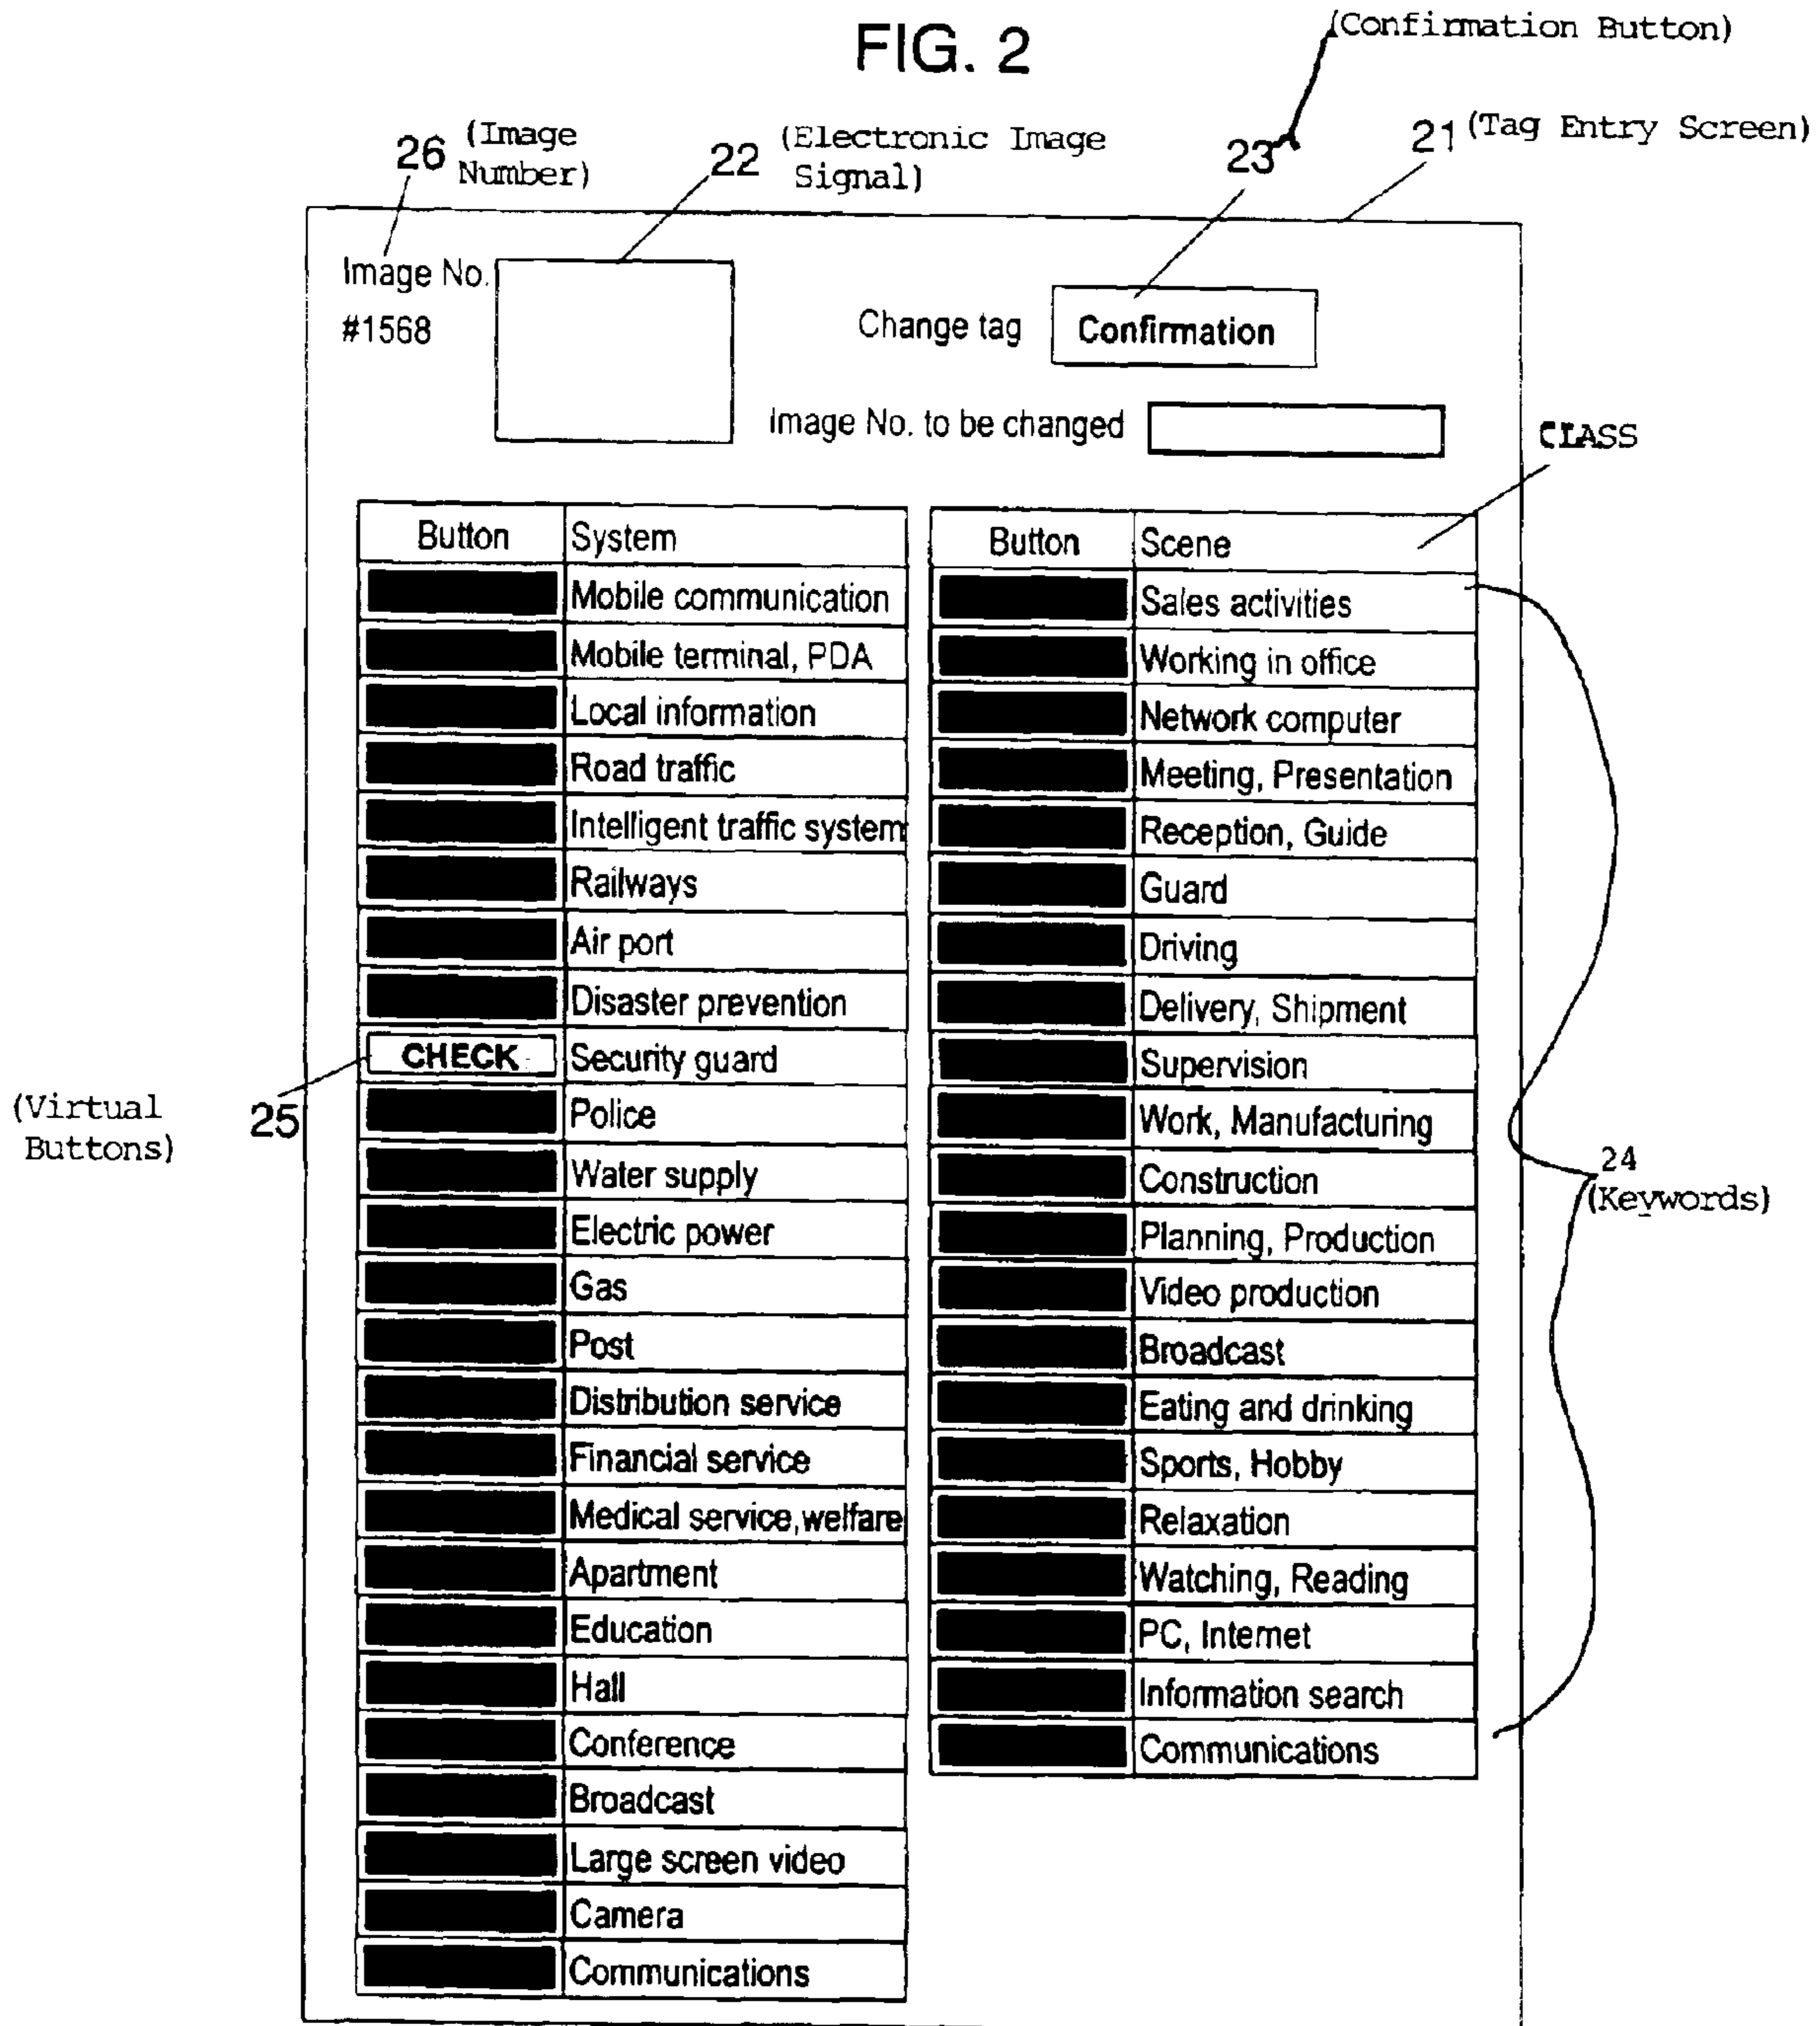 FIG. 2
(Confirmation Button)
26 (Image Number)
22 (Electronic Image Signal)
23
21 (Tag Entry Screen)
Image No.
#1568
Change tag Confirmation
Image No. to be changed
CLASS
Button System
Mobile communication
Mobile terminal, PDA
Local information
Road traffic
Intelligent traffic system
Railways
Air port
Disaster prevention
CHECK Security guard
Police
Water supply
Electric power
Gas
Post
Distribution service
Financial service
Medical service,welfare
Apartment
Education
Hall
Conference
Broadcast
Large screen video
Camera
Communications
Button Scene
Sales activities
Working in office
Network computer
Meeting, Presentation
Reception, Guide
Guard
Driving
Delivery, Shipment
Supervision
Work, Manufacturing
Construction
Planning, Production
Video production
Broadcast
Eating and drinking
Sports, Hobby
Relaxation
Watching, Reading
PC, Internet
Information search
Communications
(Virtual Buttons) 25
24
(Keywords)